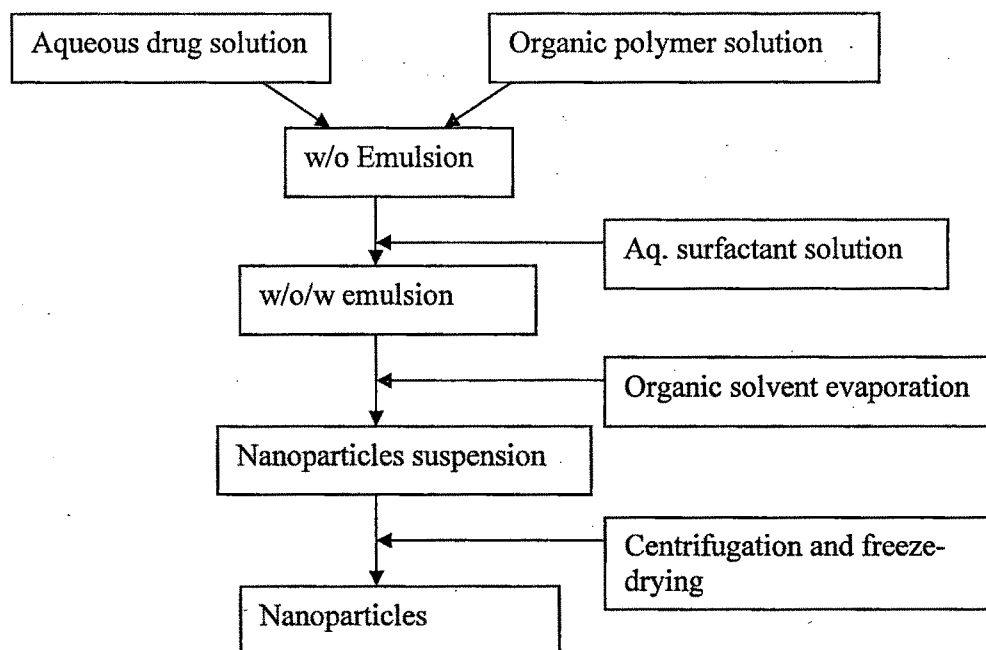 Aqueous drug solution
Organic polymer solution
w/o Emulsion
Aq. surfactant solution
w/o/w emulsion
Organic solvent evaporation
Nanoparticles suspension
Centrifugation and freeze-
drying
Nanoparticles